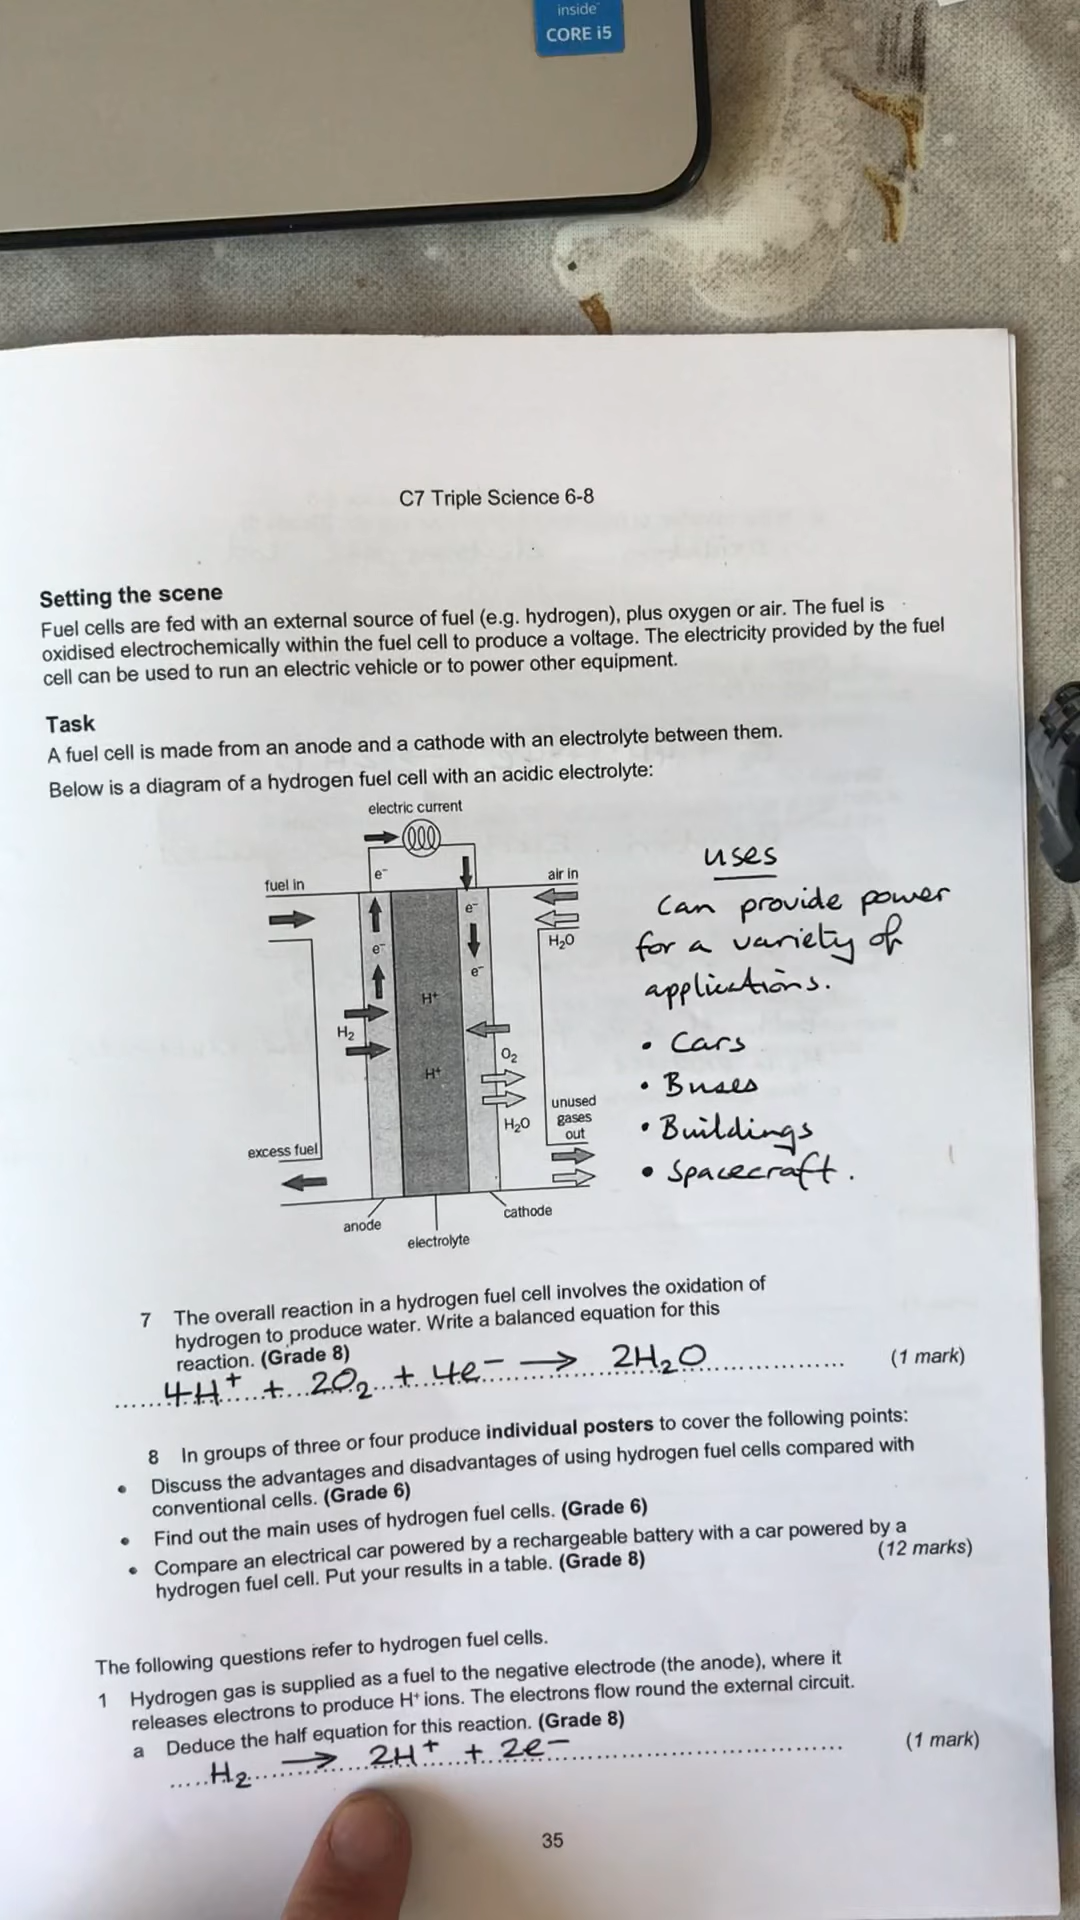 inside
CORE i5
C7 Triple Science 6-8
Setting the scene
Fuel cells are fed with an external source of fuel (e.g. hydrogen), plus oxygen or air. The fuel is
oxidised electrochemically within the fuel cell to produce a voltage. The electricity provided by the fuel
cell can be used to run an electric vehicle or to power other equipment.
Task
A fuel cell is made from an anode and a cathode with an electrolyte between them.
Below is a diagram of a hydrogen fuel cell with an acidic electrolyte:
electric current
fuel in
e⁻
air in
e⁻
H₂O
e⁻
e⁻
H⁺
H₂
O₂
H⁺
unused
gases
out
H₂O
excess fuel
cathode
anode
electrolyte
uses
Can provide power
for a variety of
applications.
• Cars
• Buses
• Buildings
• Spacecraft.
7 The overall reaction in a hydrogen fuel cell involves the oxidation of
hydrogen to produce water. Write a balanced equation for this
reaction. (Grade 8)
4H⁺ + 2O₂ + 4e⁻ → 2H₂O
(1 mark)
8 In groups of three or four produce individual posters to cover the following points:
• Discuss the advantages and disadvantages of using hydrogen fuel cells compared with
conventional cells. (Grade 6)
• Find out the main uses of hydrogen fuel cells. (Grade 6)
• Compare an electrical car powered by a rechargeable battery with a car powered by a
hydrogen fuel cell. Put your results in a table. (Grade 8)
(12 marks)
The following questions refer to hydrogen fuel cells.
1 Hydrogen gas is supplied as a fuel to the negative electrode (the anode), where it
releases electrons to produce H⁺ ions. The electrons flow round the external circuit.
a Deduce the half equation for this reaction. (Grade 8)
H₂ → 2H⁺ + 2e⁻
(1 mark)
35